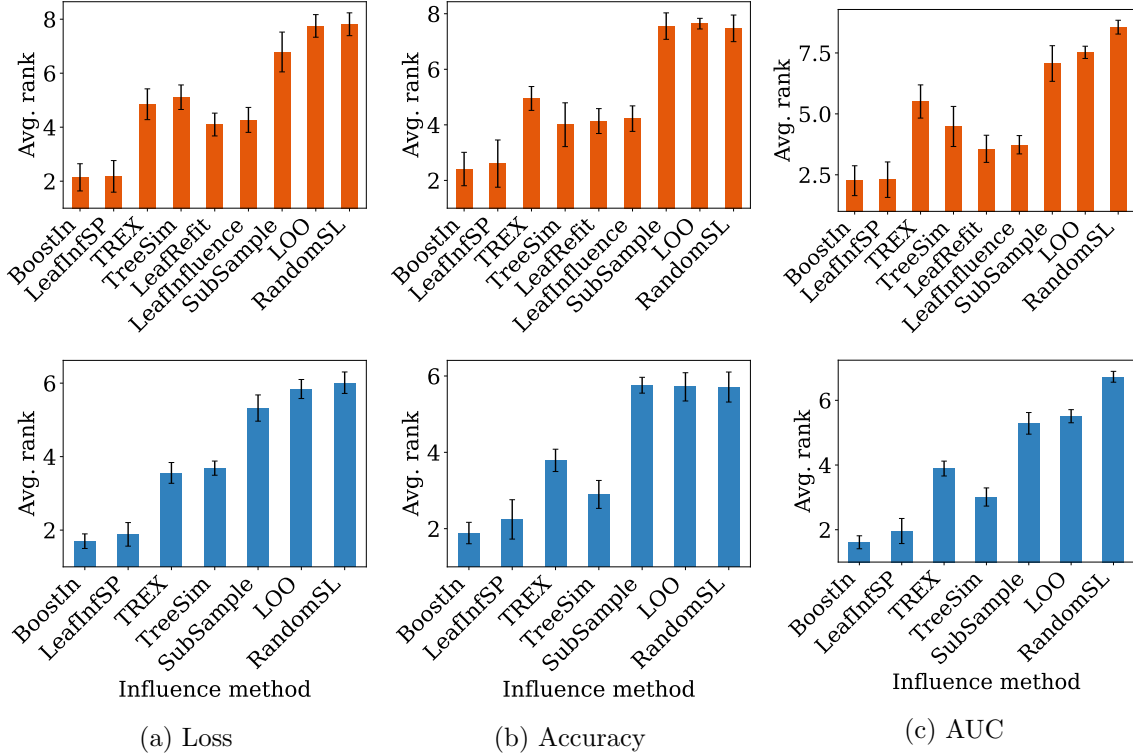 Avg. rank
8
6
4
2
BoostIn
LeafInfSP
TREX
TreeSim
LeafRefit
LeafInfluence
SubSample
LOO
RandomSL
Avg. rank
8
6
4
2
BoostIn
LeafInfSP
TREX
TreeSim
LeafRefit
LeafInfluence
SubSample
LOO
RandomSL
Avg. rank
7.5
5.0
2.5
BoostIn
LeafInfSP
TREX
TreeSim
LeafRefit
LeafInfluence
SubSample
LOO
RandomSL
Avg. rank
6
4
2
BoostIn
LeafInfSP
TREX
TreeSim
SubSample
LOO
RandomSL
Influence method
(a) Loss
Avg. rank
6
4
2
BoostIn
LeafInfSP
TREX
TreeSim
SubSample
LOO
RandomSL
Influence method
(b) Accuracy
Avg. rank
6
4
2
BoostIn
LeafInfSP
TREX
TreeSim
SubSample
LOO
RandomSL
Influence method
(c) AUC